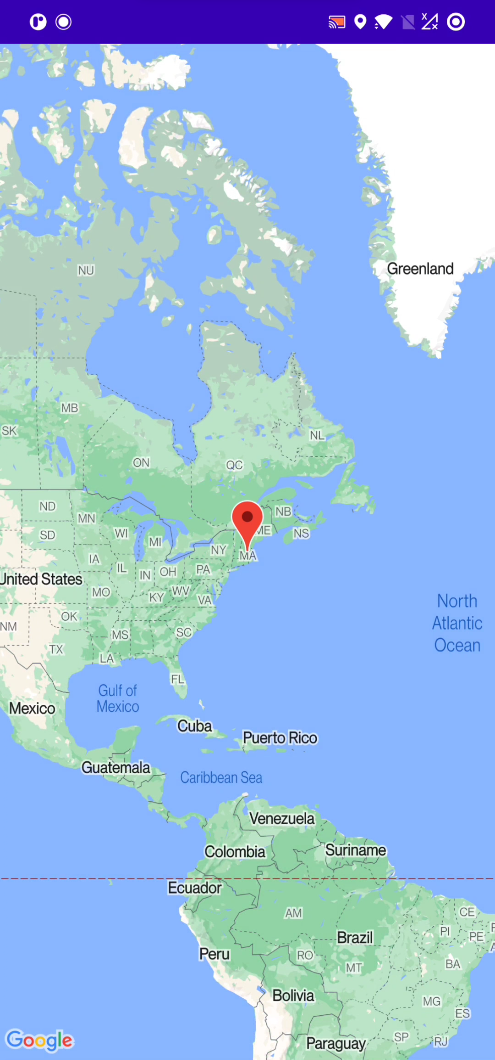 NU
Greenland
MB
SK
NL
ON
QC
ND
NB
MN
ME
SD
WI
NS
MI
NY
MA
IA
OH
PA
IL
IN
United States
MO
WV
KY
VA
North
Atlantic
Ocean
OK
NM
MS
SC
TX
LA
FL
Gulf of
Mexico
Mexico
Cuba
Puerto Rico
Guatemala
Caribbean Sea
Venezuela
Colombia
Suriname
Ecuador
AM
CE
PI
PE
Brazil
Peru
RO
MT
BA
Bolivia
MG
ES
SP
RJ
Paraguay
Google